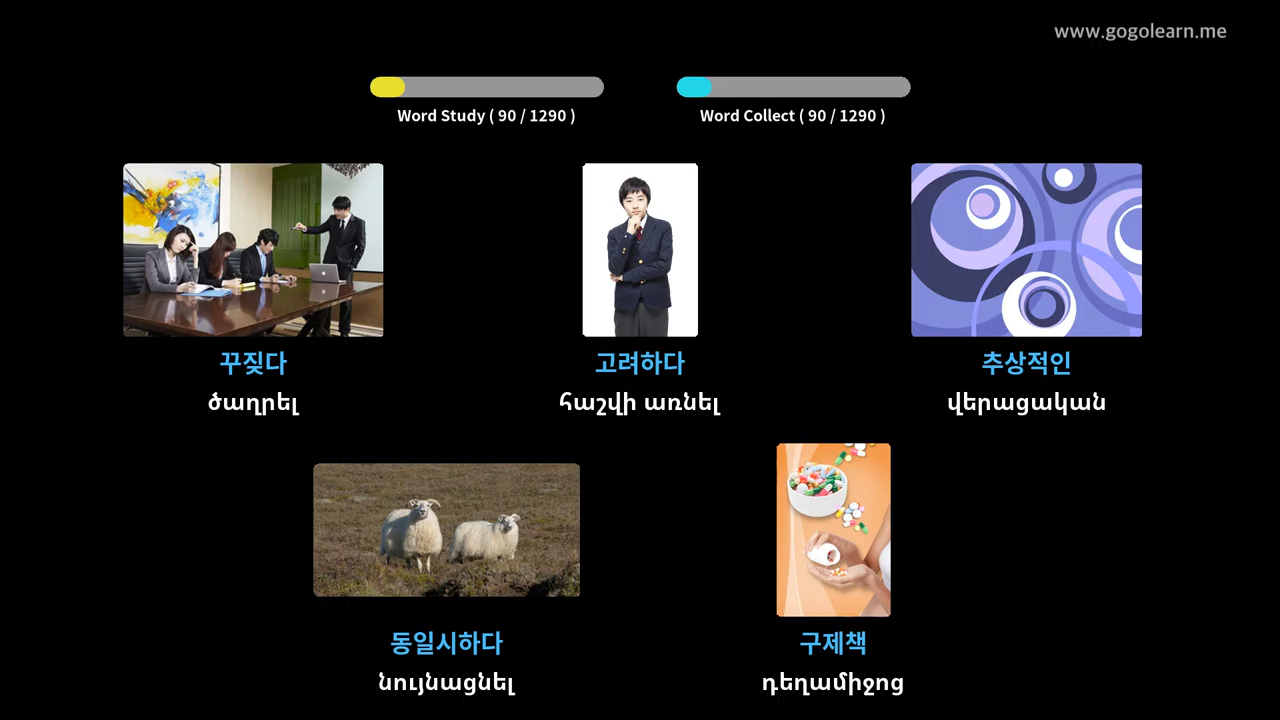 www.gogolearn.me
Word Study ( 90 / 1290 )
Word Collect ( 90 / 1290 )
꾸짖다
ծաղրել
고려하다
հաշվի առնել
추상적인
վերացական
동일시하다
նույնացնել
구제책
դեղամիջոց